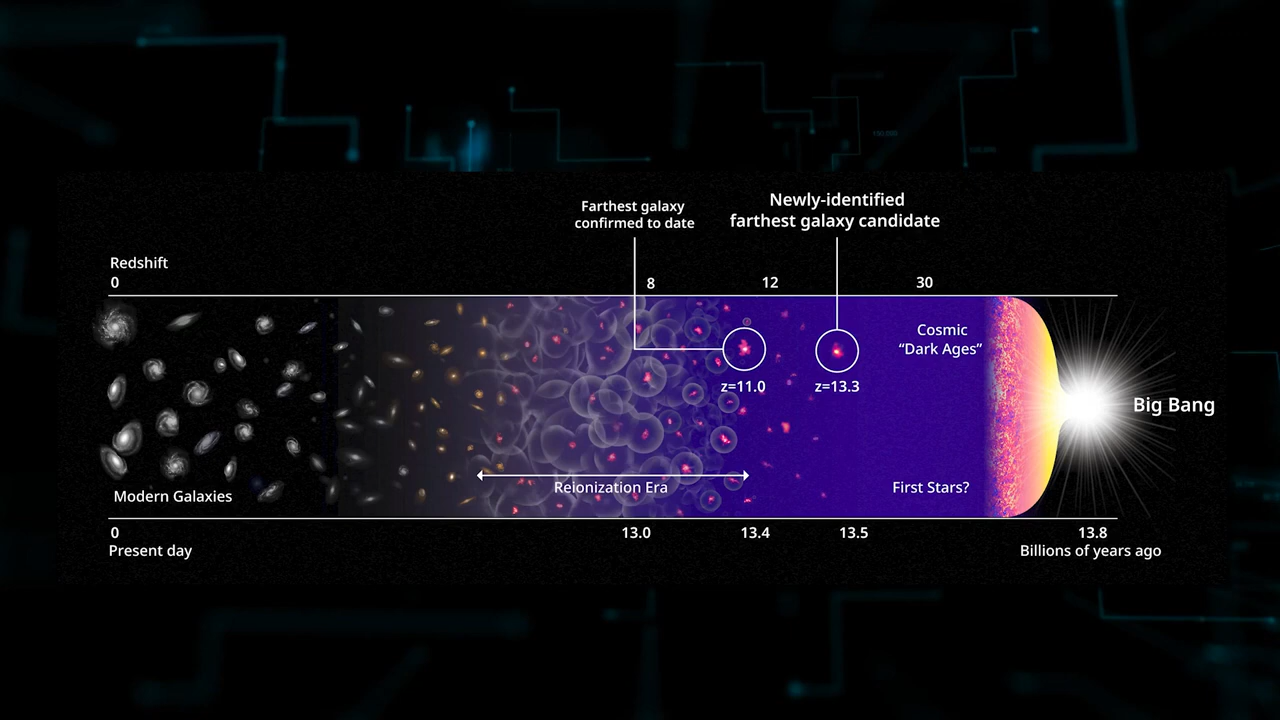 Farthest galaxy
confirmed to date
Newly-identified
farthest galaxy candidate
Redshift
0
8
12
30
Cosmic
“Dark Ages”
z=11.0
z=13.3
Big Bang
Reionization Era
First Stars?
Modern Galaxies
0
13.0
13.4
13.5
13.8
Present day
Billions of years ago